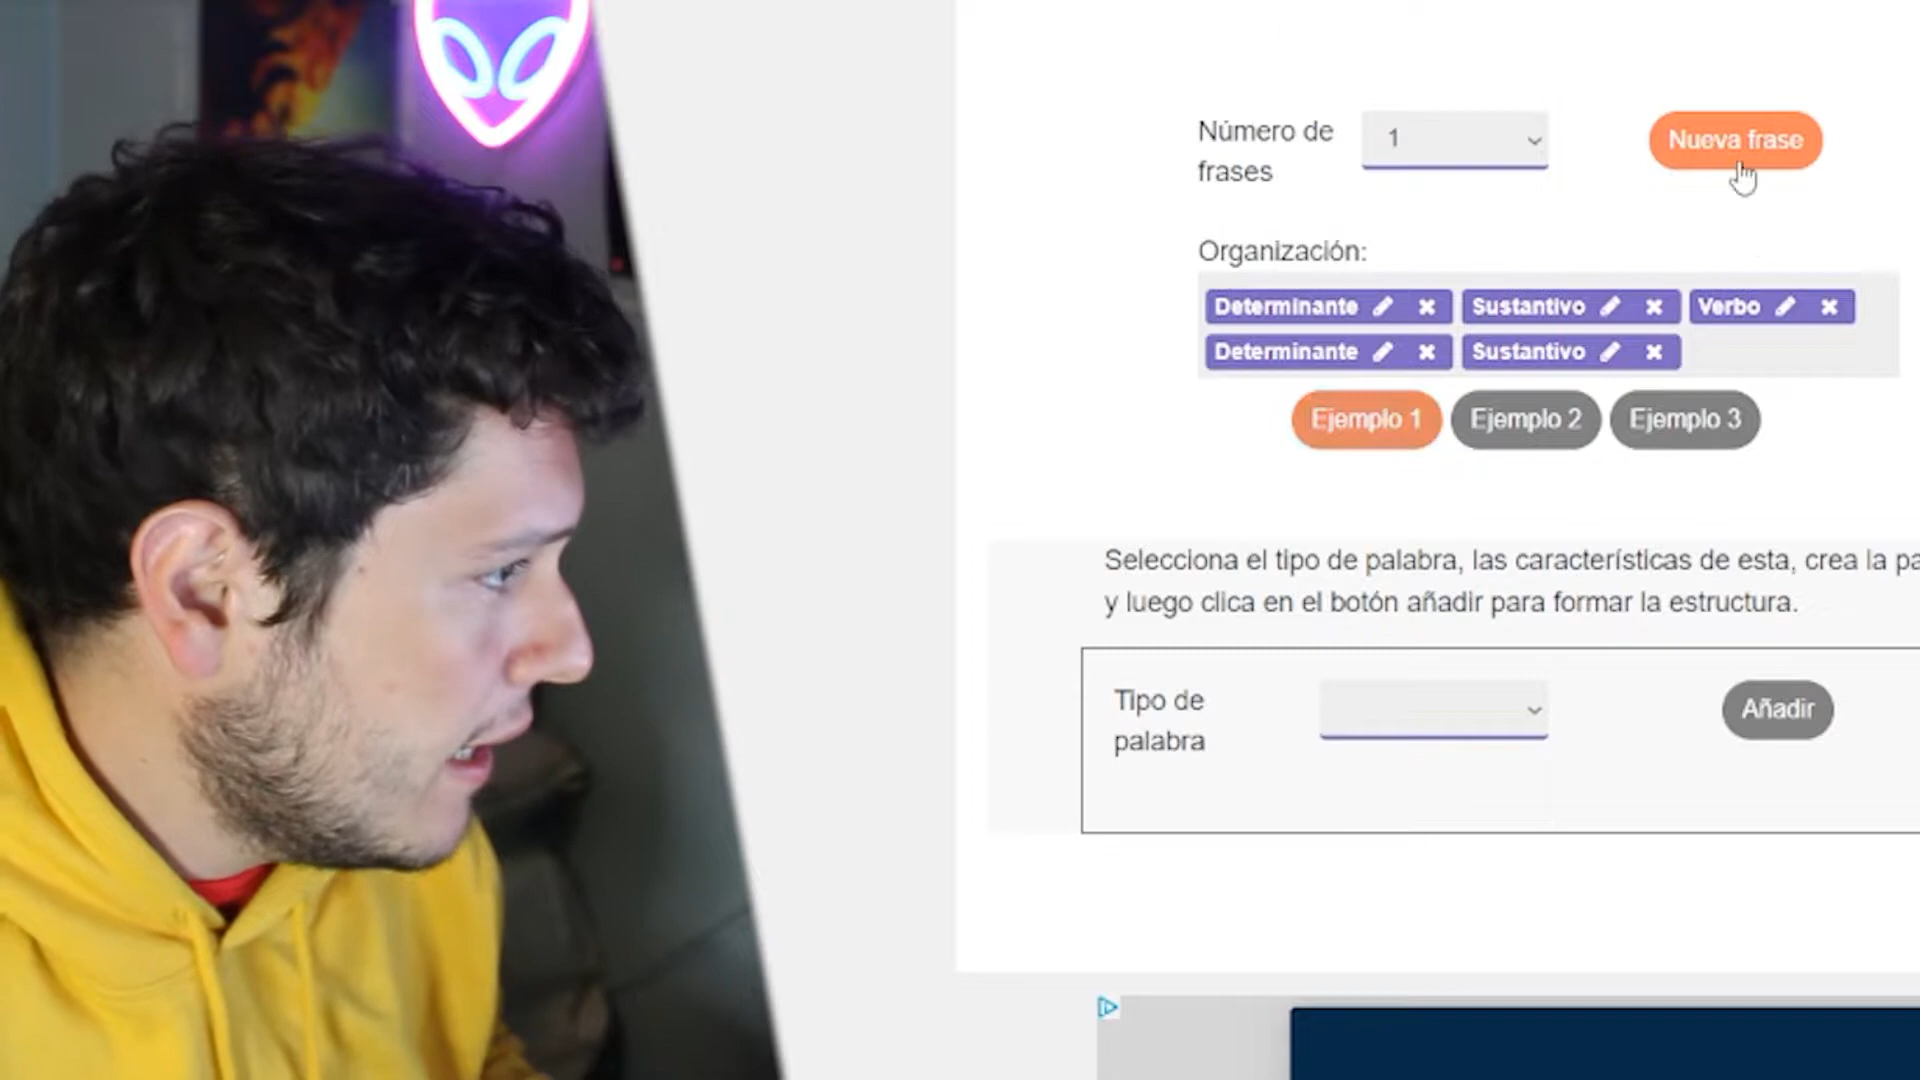 Número de
frases
1
Nueva frase
Organización:
Determinante Sustantivo Verbo
Determinante Sustantivo
Ejemplo 1 Ejemplo 2 Ejemplo 3
Selecciona el tipo de palabra, las características de esta, crea la pa
y luego clica en el botón añadir para formar la estructura.
Tipo de
palabra
Añadir